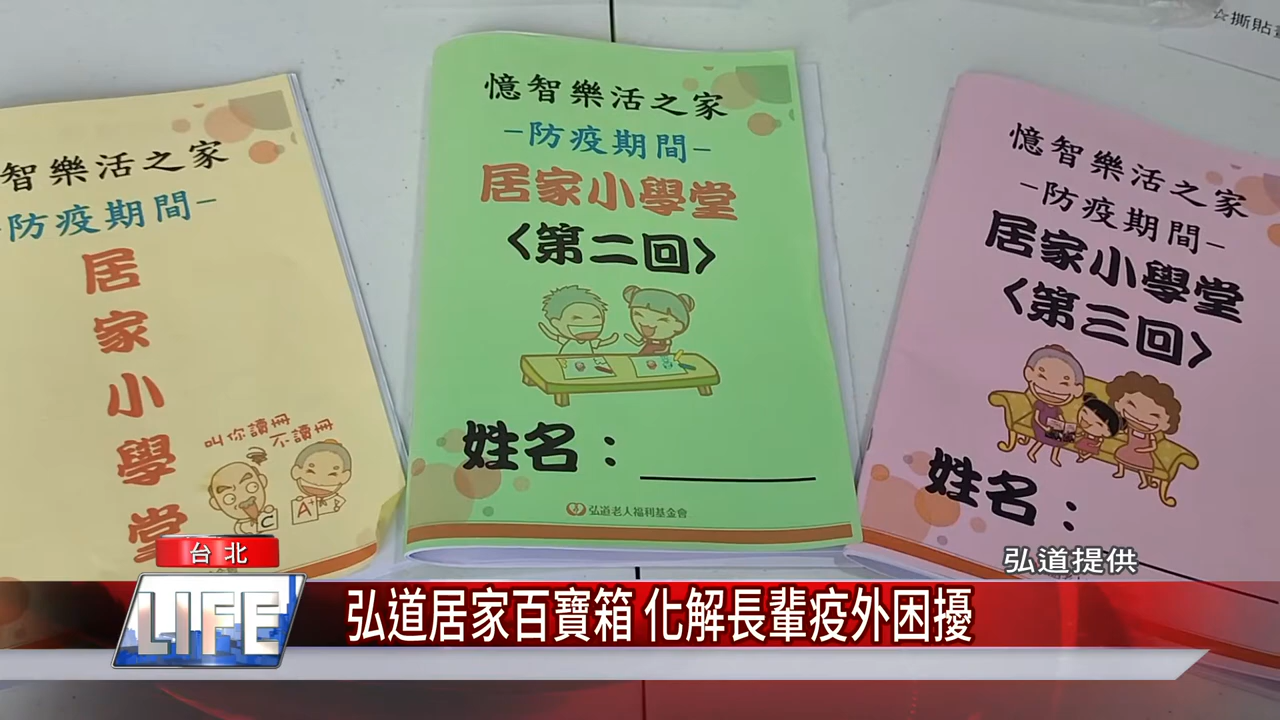 ☆撕貼
智樂活之家
-防疫期間-
居家小學堂
叫你讀冊
不讀冊
C
A+
憶智樂活之家
-防疫期間-
居家小學堂
〈第二回〉
姓名：
弘道老人福利基金會
憶智樂活之家
-防疫期間-
居家小學堂
〈第三回〉
姓名：
弘道提供
台北
LIFE
弘道居家百寶箱 化解長輩疫外困擾